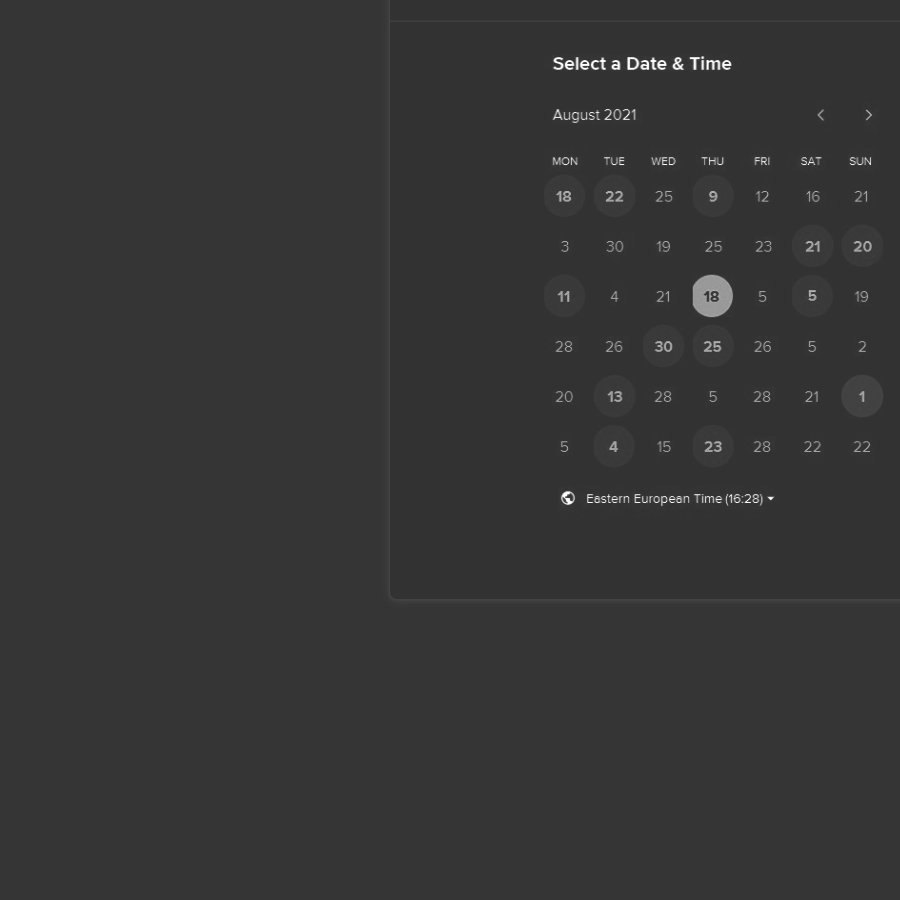 Select a Date & Time
August 2021
MON TUE WED THU FRI SAT SUN
18 22 25 9 12 16 21
3 30 19 25 23 21 20
11 4 21 18 5 5 19
28 26 30 25 26 5 2
20 13 28 5 28 21 1
5 4 15 23 28 22 22
Eastern European Time (16:28)